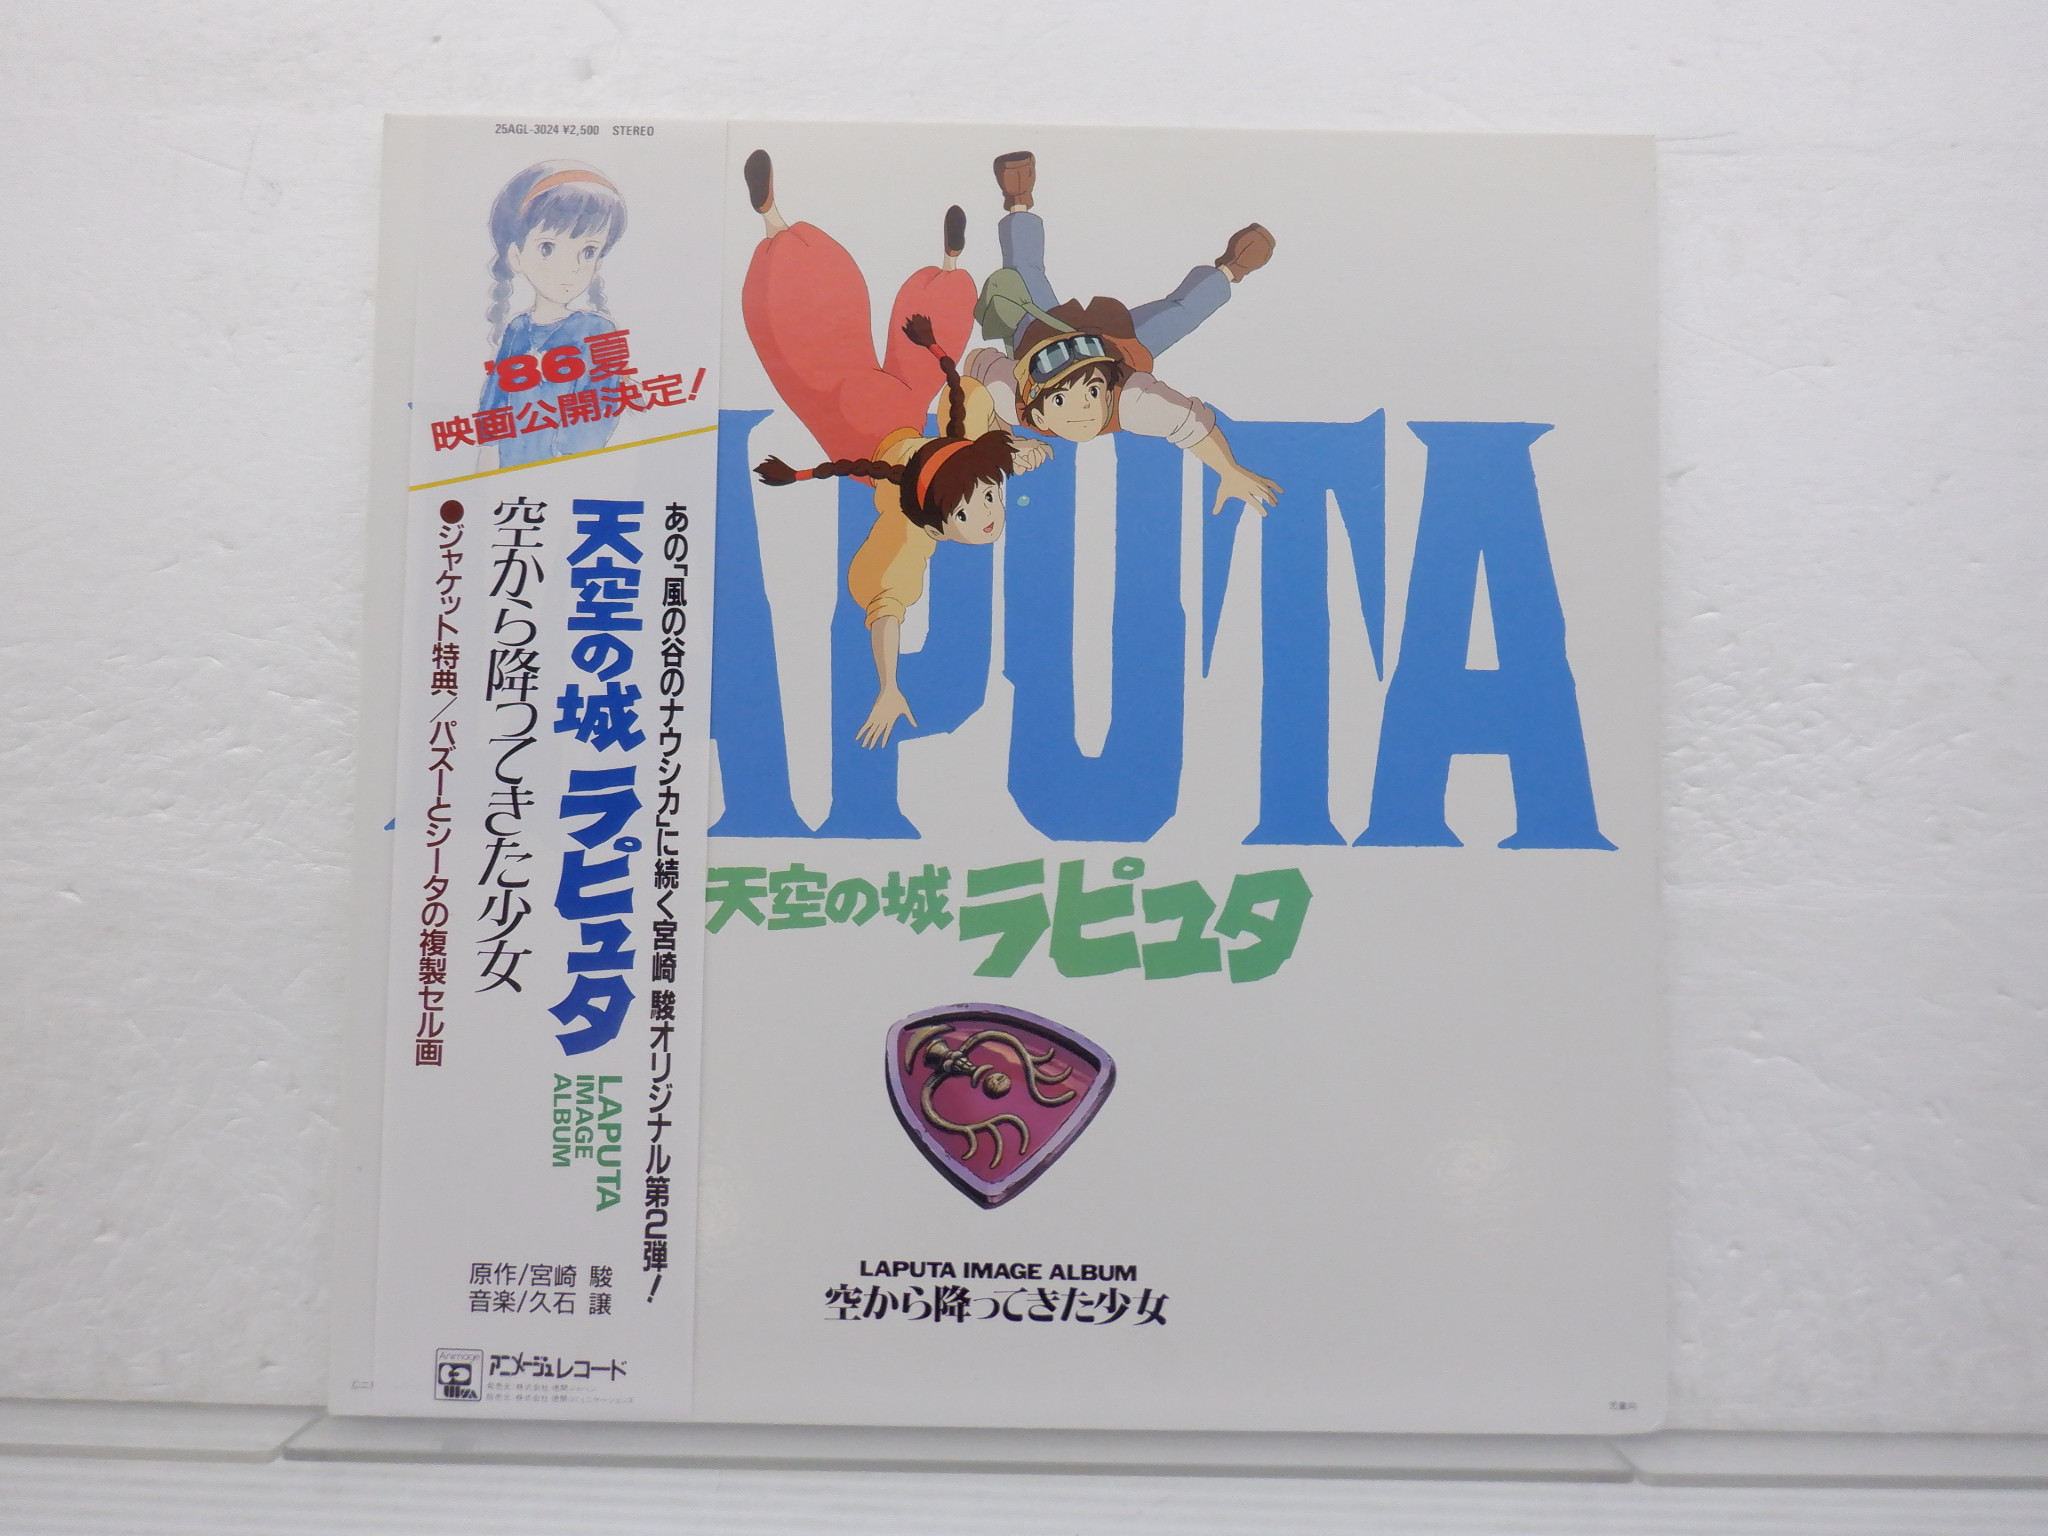 25AGL-3024 ¥2,500 STEREO
'86夏
映画公開決定!
あの「風の谷のナウシカ」に続く宮崎 駿オリジナル第2弾!
天空の城 ラピュタ
LAPUTA
IMAGE
ALBUM
空から降ってきた少女
●ジャケット特典/パズーとシータの複製セル画
原作/宮崎 駿
音楽/久石 譲
Animage
アニメージュレコード
APUTA
天空の城 ラピュタ
LAPUTA IMAGE ALBUM
空から降ってきた少女